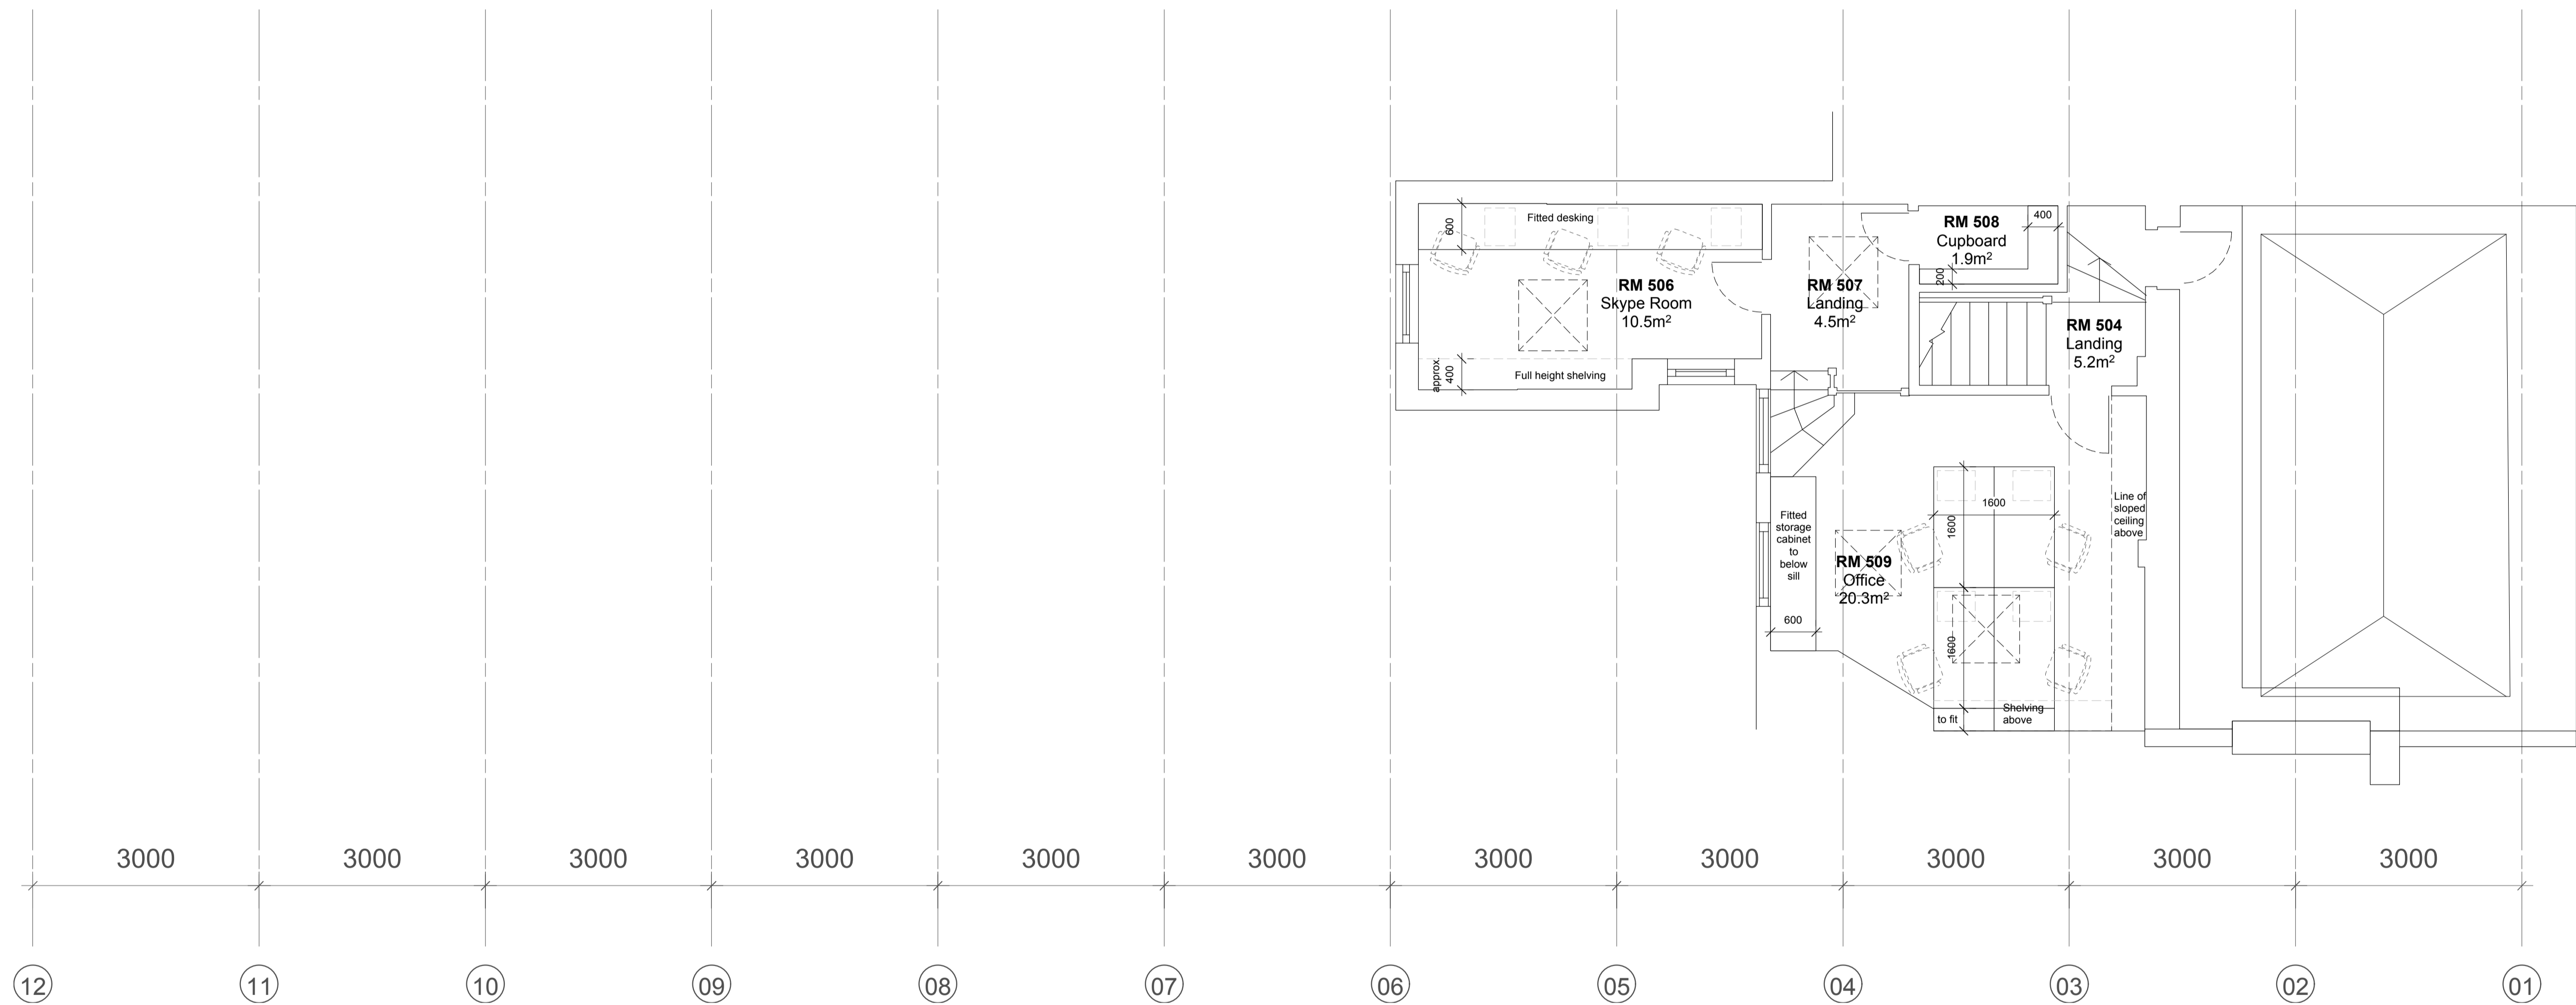 600
Fitted desking
RM 506
Skype Room
10.5m²
approx.
400
Full height shelving
RM 507
Landing
4.5m²
RM 508
Cupboard
1.9m²
400
200
RM 504
Landing
5.2m²
Fitted
storage
cabinet
to
below
sill
600
RM 509
Office
20.3m²
1600
1600
1600
Line of
sloped
ceiling
above
to fit
Shelving
above
3000
3000
3000
3000
3000
3000
3000
3000
3000
3000
3000
12
11
10
09
08
07
06
05
04
03
02
01